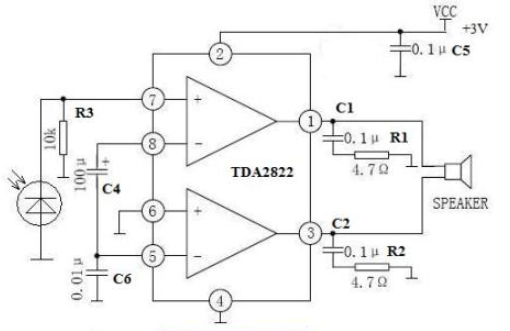 VCC
+3V
0.1μ C5
2
R3
10k
7
+
C1
1
0.1μ R1
4.7Ω
8
-
100μ
+
C4
TDA2822
SPEAKER
6
+
C2
3
0.1μ R2
4.7Ω
5
-
0.01μ
C6
4